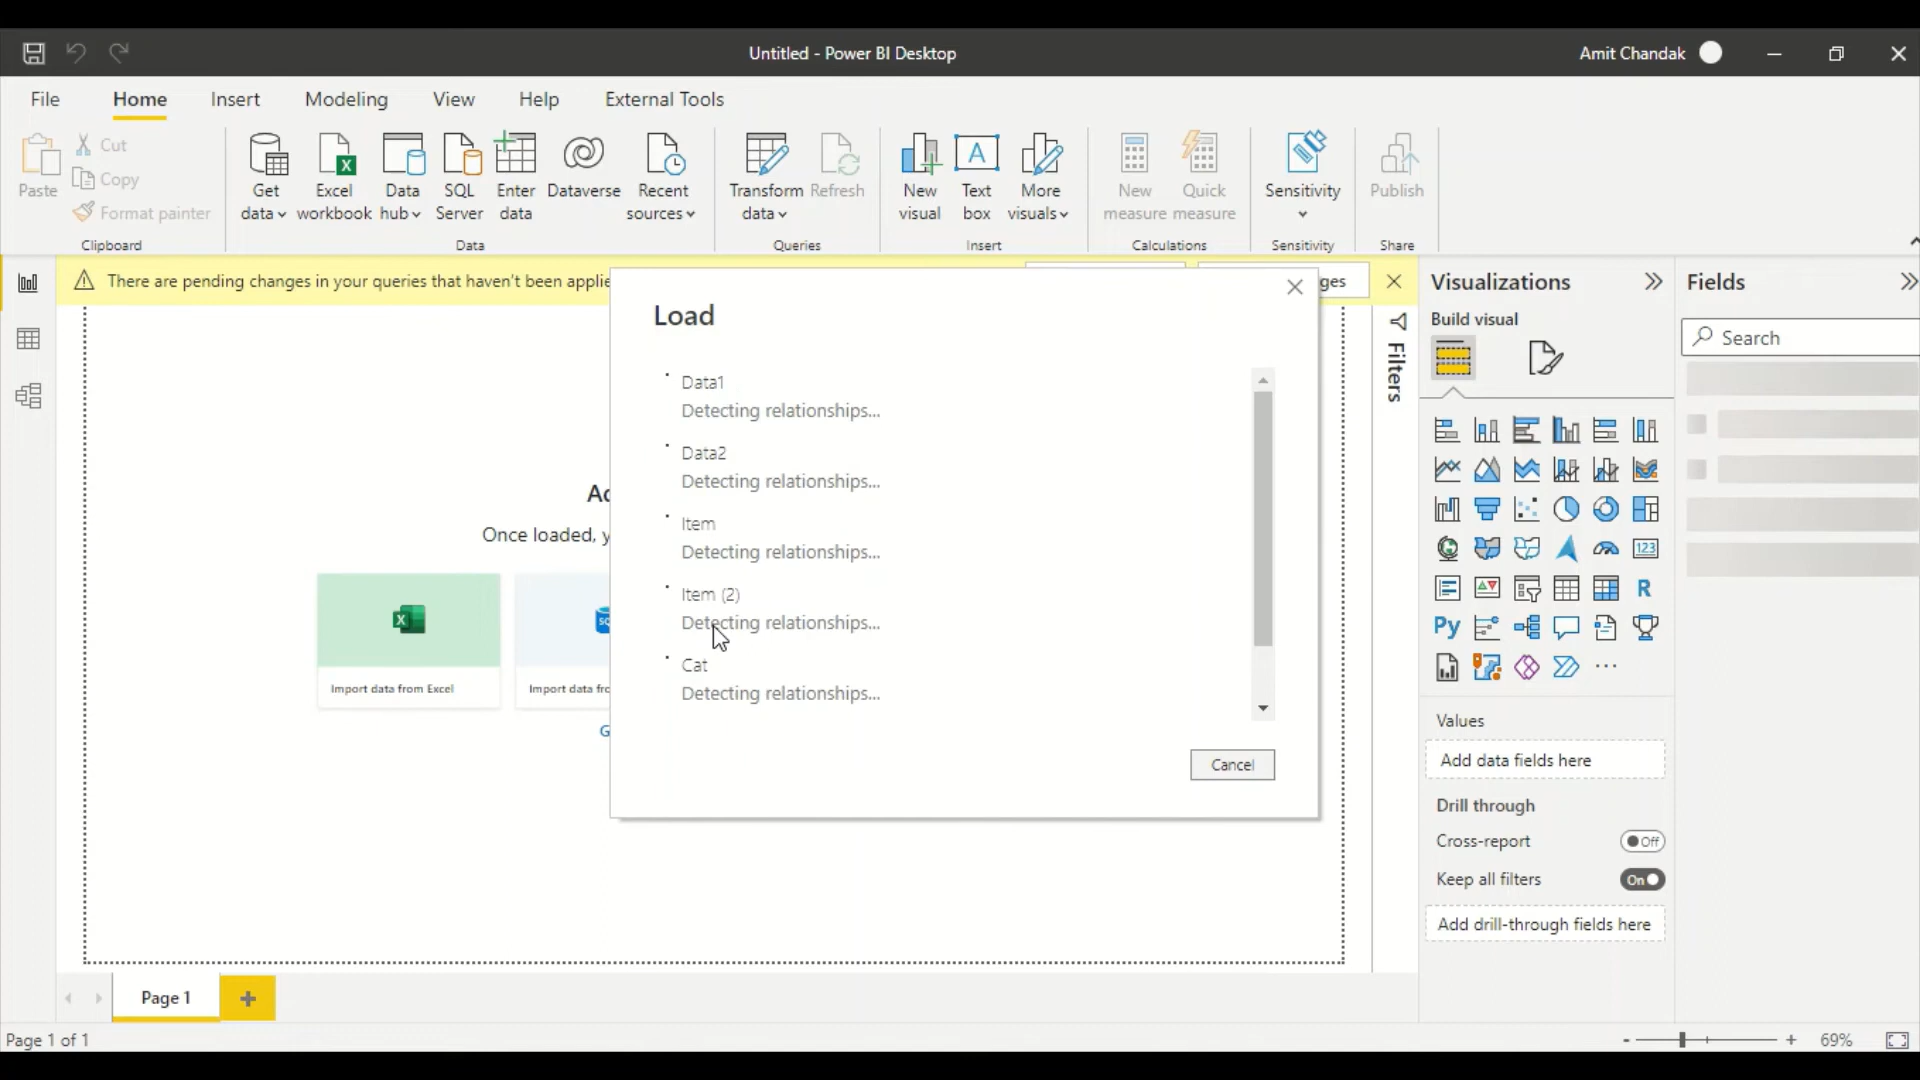 Untitled - Power BI Desktop
Amit Chandak
File
Home
Insert
Modeling
View
Help
External Tools
Paste
Cut
Copy
Format painter
Clipboard
Get data
Excel workbook
Data hub
SQL Server
Enter data
Dataverse
Recent sources
Data
Transform data
Refresh
Queries
New visual
Text box
More visuals
Insert
New measure
Quick measure
Calculations
Sensitivity
Sensitivity
Publish
Share
There are pending changes in your queries that haven't been applie
ges
Load
Data1
Detecting relationships...
Data2
Detecting relationships...
Item
Detecting relationships...
Item (2)
Detecting relationships...
Cat
Detecting relationships...
Cancel
Once loaded, y
Import data from Excel
Import data fro
Filters
Visualizations
Build visual
123
R
Py
Values
Add data fields here
Drill through
Cross-report
Off
Keep all filters
On
Add drill-through fields here
Fields
Search
Page 1
Page 1 of 1
69%